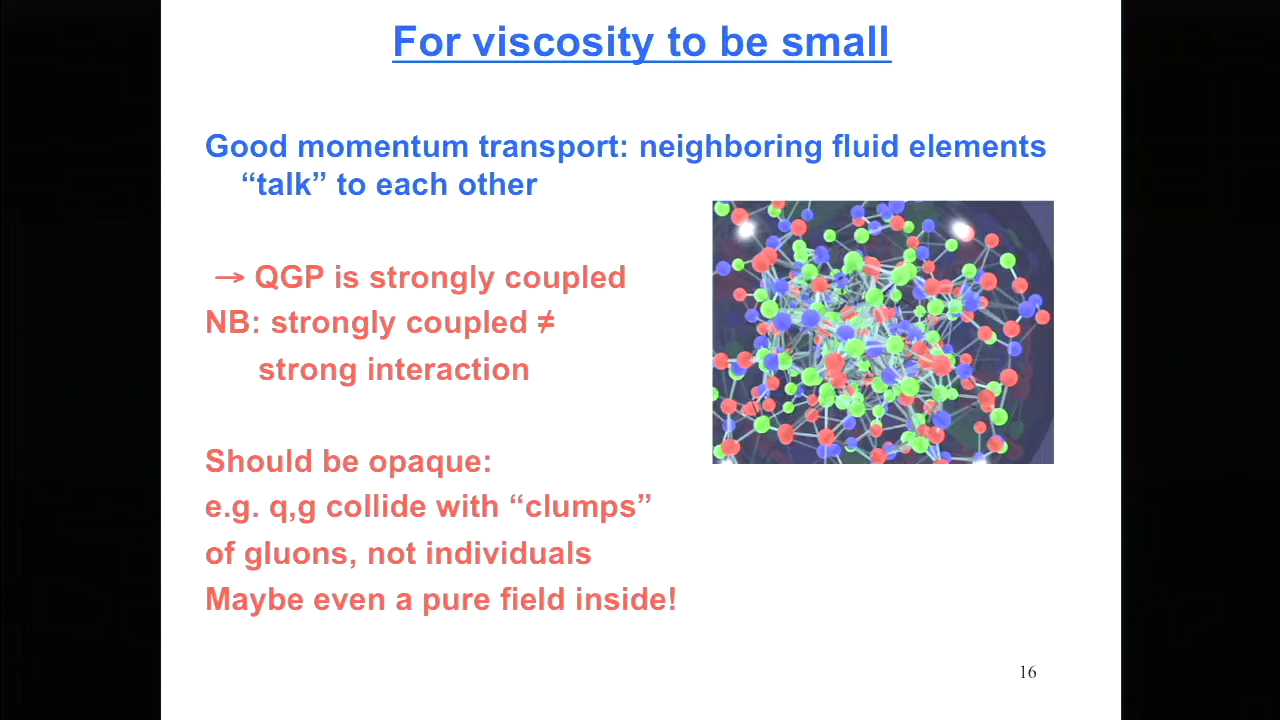 For viscosity to be small
Good momentum transport: neighboring fluid elements
“talk” to each other
→ QGP is strongly coupled
NB: strongly coupled ≠
strong interaction
Should be opaque:
e.g. q,g collide with “clumps”
of gluons, not individuals
Maybe even a pure field inside!
16